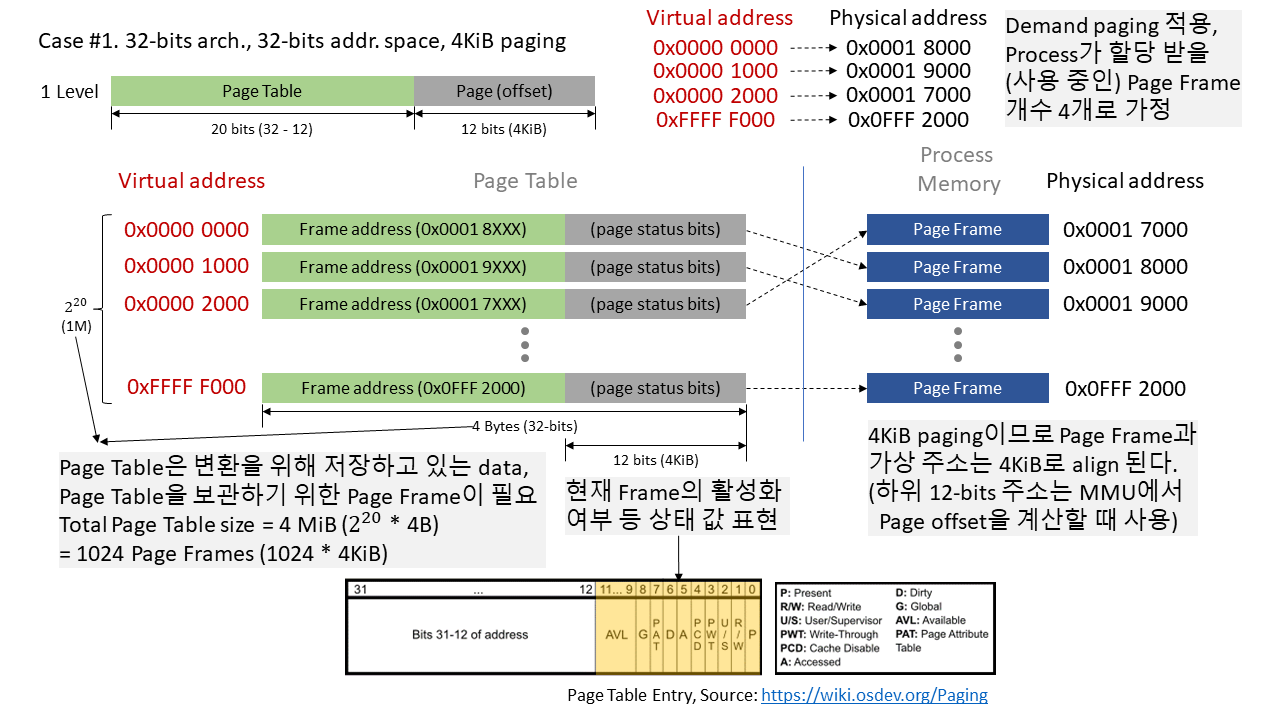 Case #1. 32-bits arch., 32-bits addr. space, 4KiB paging
1 Level
Page Table
Page (offset)
20 bits (32 - 12)
12 bits (4KiB)
Virtual address
Physical address
0x0000 0000
0x0001 8000
0x0000 1000
0x0001 9000
0x0000 2000
0x0001 7000
0xFFFF F000
0x0FFF 2000
Demand paging 적용,
Process가 할당 받을
(사용 중인) Page Frame
개수 4개로 가정
Virtual address
Page Table
Process
Memory
Physical address
0x0000 0000
Frame address (0x0001 8XXX)
(page status bits)
Page Frame
0x0001 7000
0x0000 1000
Frame address (0x0001 9XXX)
(page status bits)
Page Frame
0x0001 8000
0x0000 2000
Frame address (0x0001 7XXX)
(page status bits)
Page Frame
0x0001 9000
2²⁰
(1M)
0xFFFF F000
Frame address (0x0FFF 2000)
(page status bits)
Page Frame
0x0FFF 2000
4 Bytes (32-bits)
12 bits (4KiB)
Page Table은 변환을 위해 저장하고 있는 data,
Page Table을 보관하기 위한 Page Frame이 필요
Total Page Table size = 4 MiB (2²⁰ * 4B)
= 1024 Page Frames (1024 * 4KiB)
현재 Frame의 활성화
여부 등 상태 값 표현
4KiB paging이므로 Page Frame과
가상 주소는 4KiB로 align 된다.
(하위 12-bits 주소는 MMU에서
Page offset을 계산할 때 사용)
31 ... 12 11... 9 8 7 6 5 4 3 2 1 0
Bits 31-12 of address
AVL G PAT D A PCD PWT U/S R/W P
P: Present
R/W: Read/Write
U/S: User/Supervisor
PWT: Write-Through
PCD: Cache Disable
A: Accessed
D: Dirty
G: Global
AVL: Available
PAT: Page Attribute
Table
Page Table Entry, Source: https://wiki.osdev.org/Paging